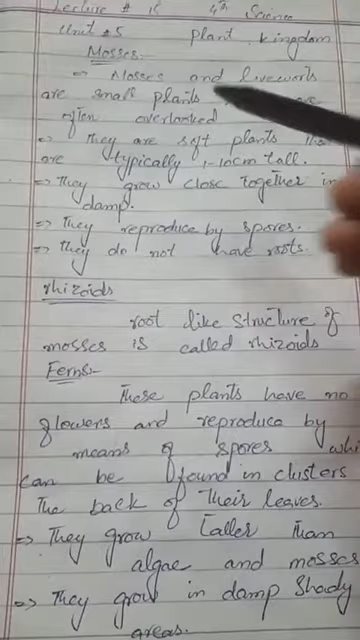 Lecture # 15 4th Science
Unit #5 plant kingdom
Mosses:-
=> Mosses and liveworts
are small plants
often overlooked
=> They are soft plants
are typically 1-10cm tall.
=> They grow close together in
damp.
=> They reproduce by spores.
=> They do not have roots.
rhizoids
root like structure of
mosses is called rhizoids
Ferns:-
These plants have no
flowers and reproduce by
means of spores whi
can be found in clusters
The back of Their leaves.
=> They grow taller Than
algae and mosses
=> They grow in damp shady
areas.